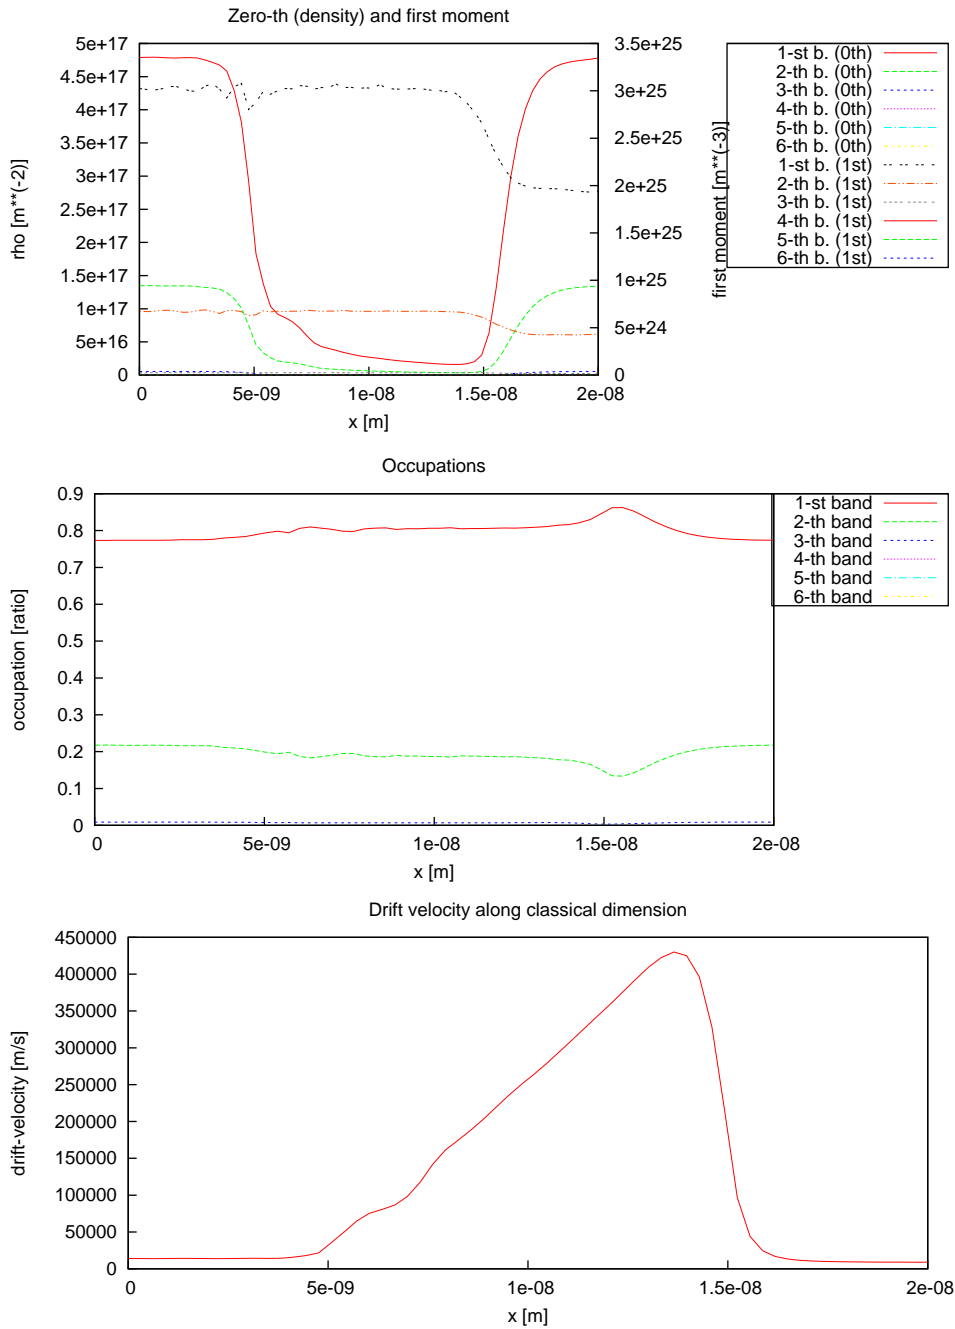 Zero-th (density) and first moment
5e+17
4.5e+17
4e+17
3.5e+17
3e+17
2.5e+17
2e+17
1.5e+17
1e+17
5e+16
0
rho [m**(-2)]
3.5e+25
3e+25
2.5e+25
2e+25
1.5e+25
1e+25
5e+24
0
first moment [m**(-3)]
0
5e-09
1e-08
1.5e-08
2e-08
x [m]
1-st b. (0th)
2-th b. (0th)
3-th b. (0th)
4-th b. (0th)
5-th b. (0th)
6-th b. (0th)
1-st b. (1st)
2-th b. (1st)
3-th b. (1st)
4-th b. (1st)
5-th b. (1st)
6-th b. (1st)
Occupations
0.9
0.8
0.7
0.6
0.5
0.4
0.3
0.2
0.1
0
occupation [ratio]
0
5e-09
1e-08
1.5e-08
2e-08
x [m]
1-st band
2-th band
3-th band
4-th band
5-th band
6-th band
Drift velocity along classical dimension
450000
400000
350000
300000
250000
200000
150000
100000
50000
0
drift-velocity [m/s]
0
5e-09
1e-08
1.5e-08
2e-08
x [m]